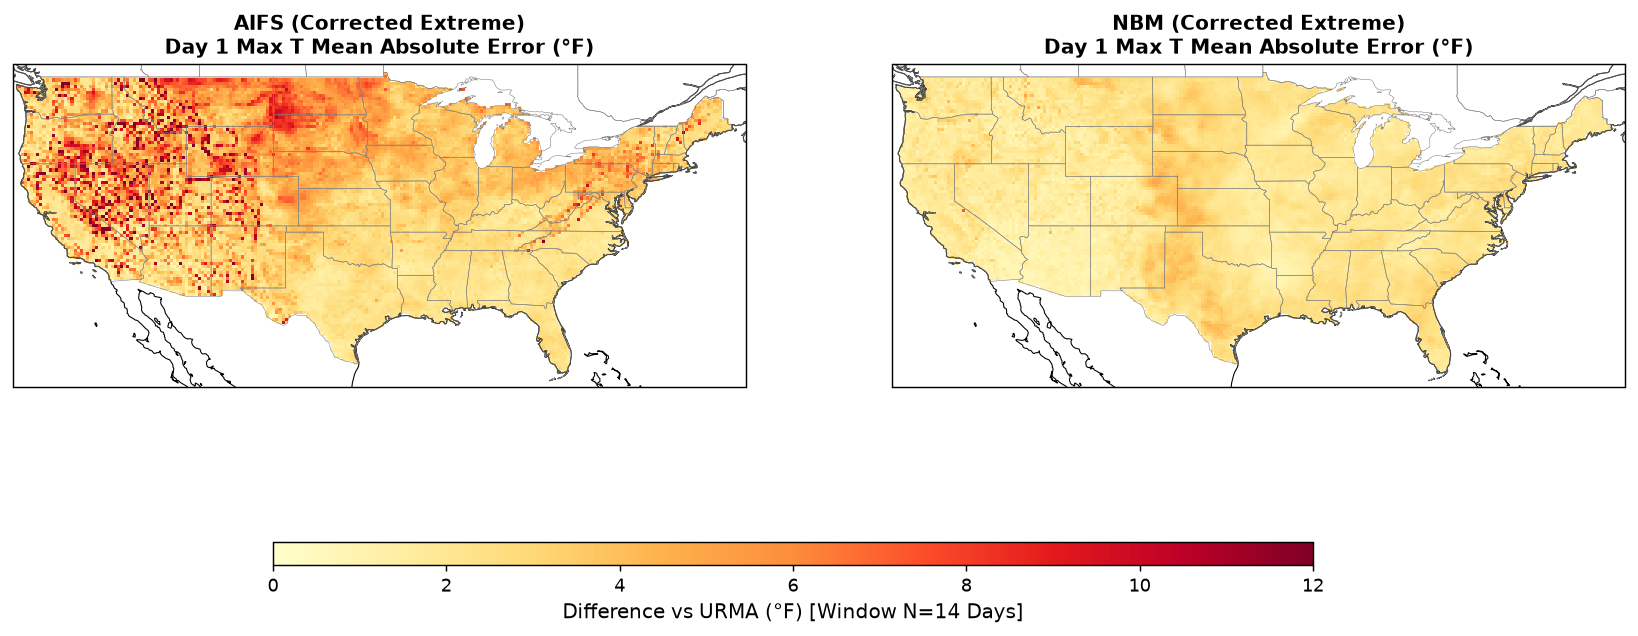 AIFS (Corrected Extreme)
Day 1 Max T Mean Absolute Error (°F)
NBM (Corrected Extreme)
Day 1 Max T Mean Absolute Error (°F)
0 2 4 6 8 10 12
Difference vs URMA (°F) [Window N=14 Days]